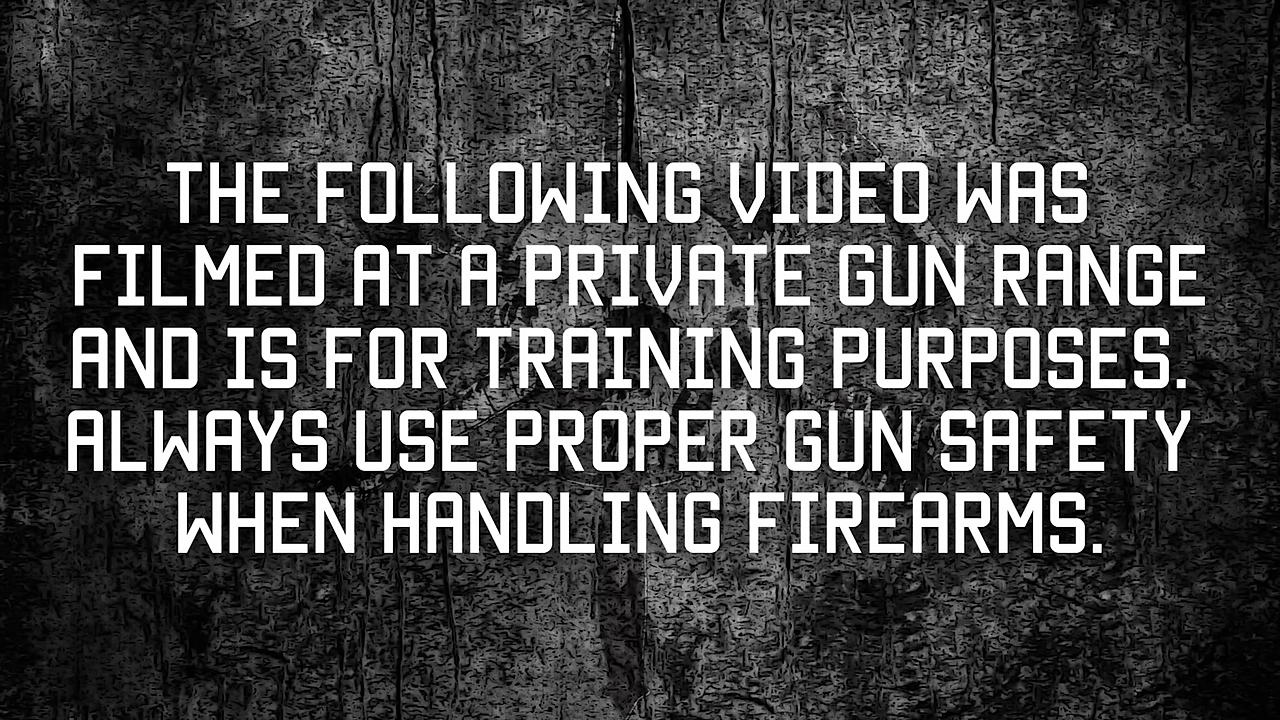 THE FOLLOWING VIDEO WAS
FILMED AT A PRIVATE GUN RANGE
AND IS FOR TRAINING PURPOSES.
ALWAYS USE PROPER GUN SAFETY
WHEN HANDLING FIREARMS.